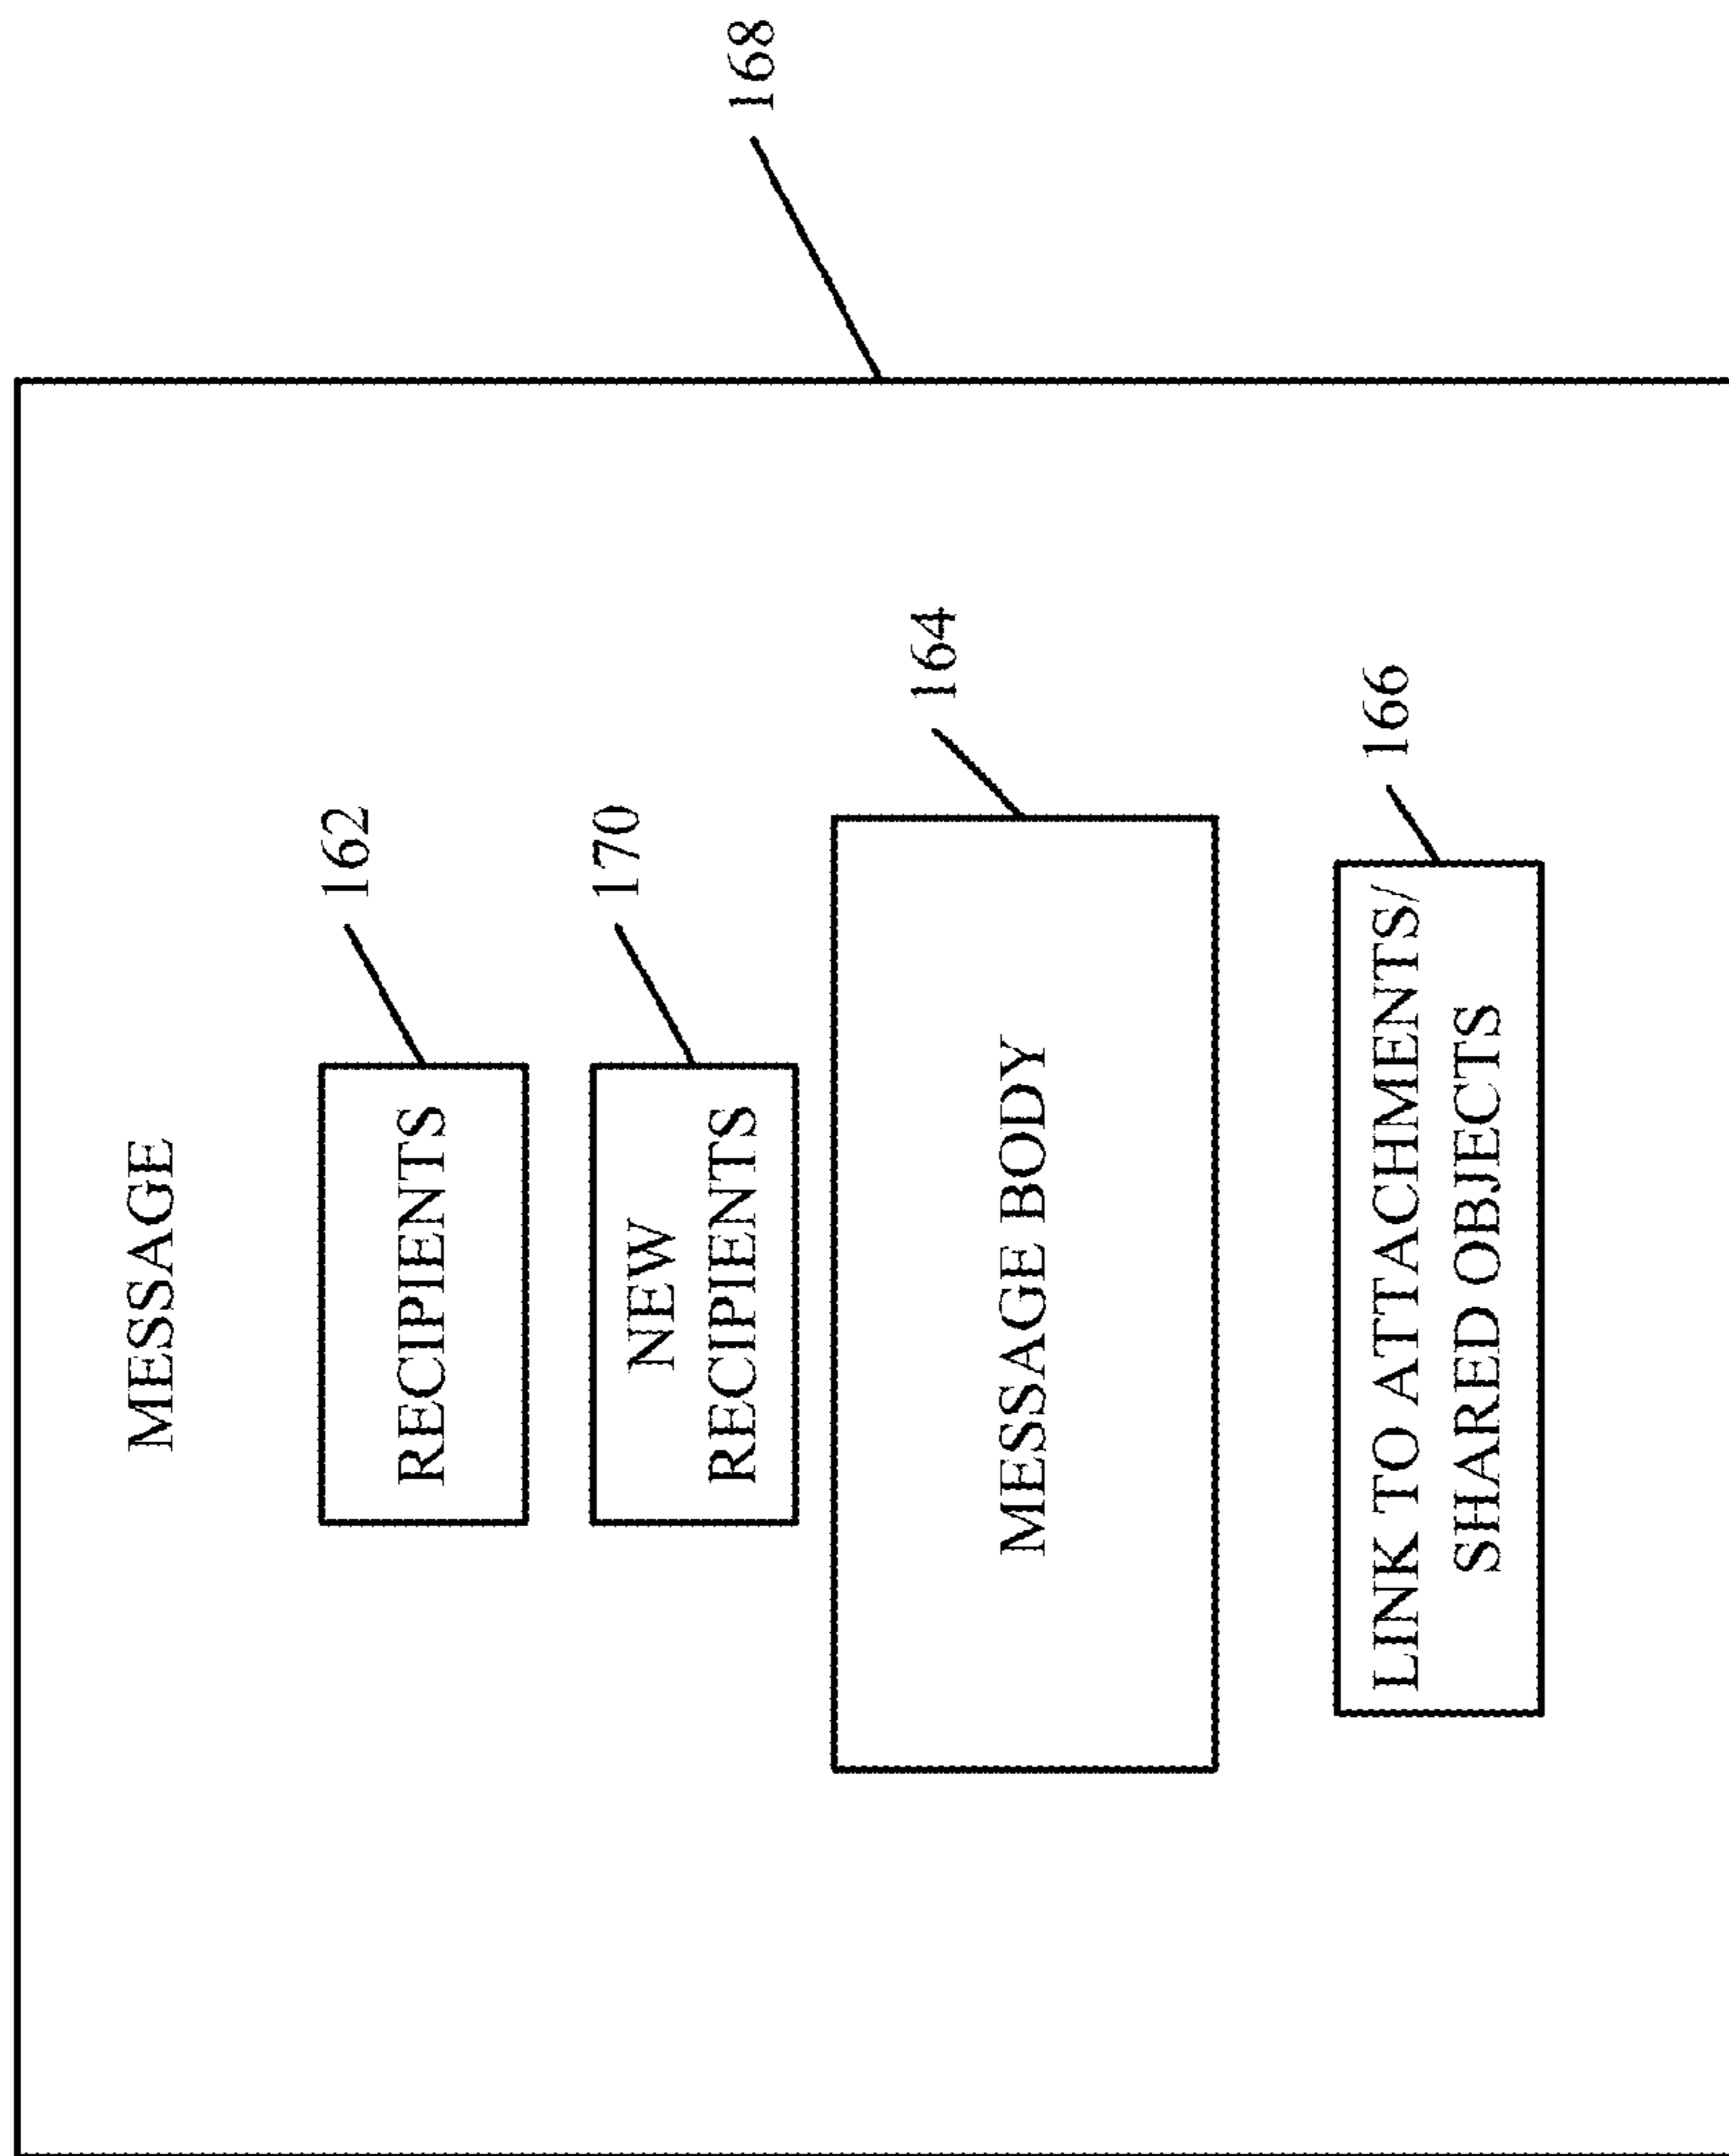 168
MESSAGE
162
RECIPIENTS
170
NEW
RECIPIENTS
164
MESSAGE BODY
166
LINK TO ATTACHMENTS/
SHARED OBJECTS